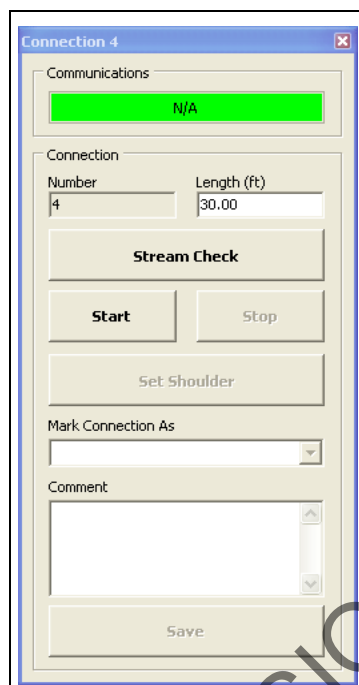 Connection 4
Communications
N/A
Connection
Number Length (ft)
4 30.00
Stream Check
Start Stop
Set Shoulder
Mark Connection As
Comment
Save